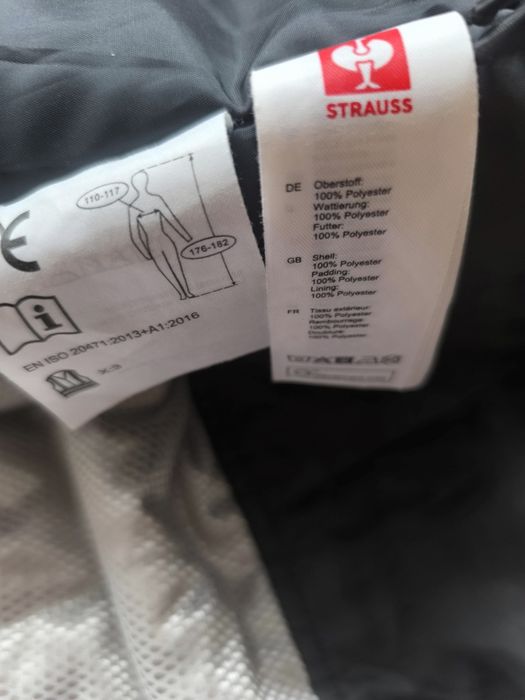 CE
110-117
176-182
i
EN ISO 20471:2013+A1:2016
X3
STRAUSS
DE Oberstoff:
100% Polyester
Wattierung:
100% Polyester
Futter:
100% Polyester
GB Shell:
100% Polyester
Padding:
100% Polyester
Lining:
100% Polyester
FR Tissu extérieur:
100% Polyester
Rembourrage:
100% Polyester
Doublure:
100% Polyester